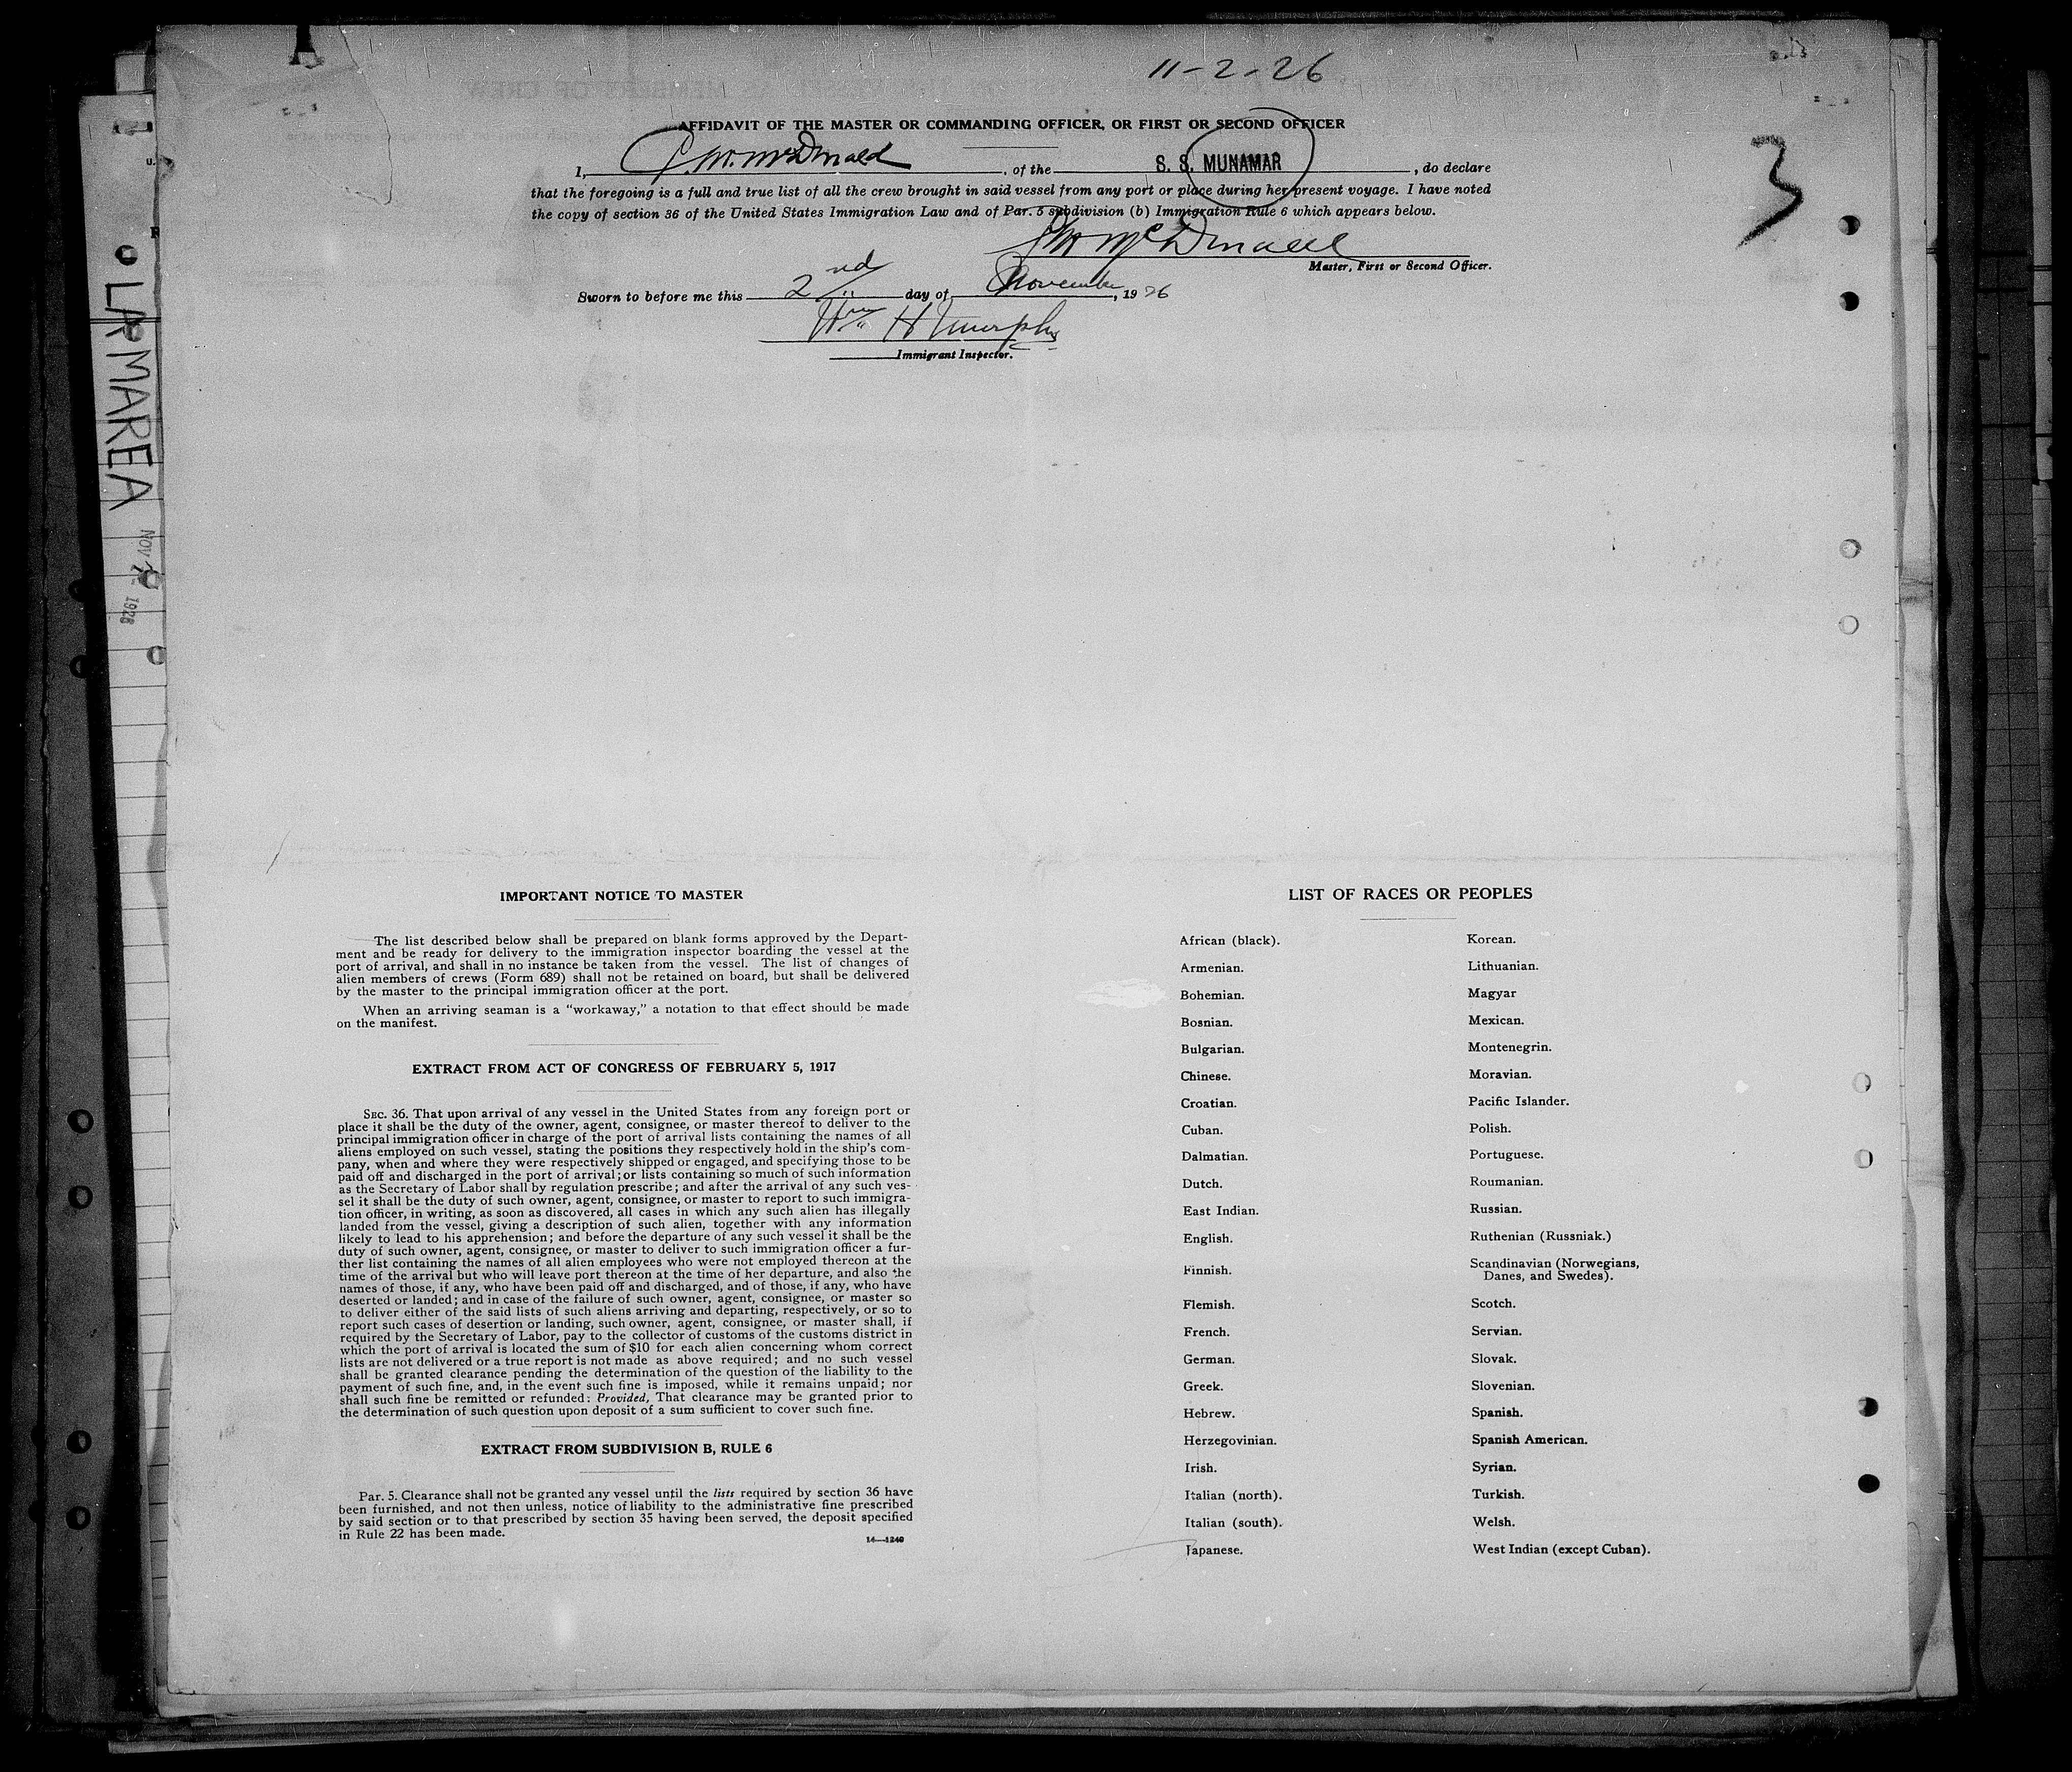 11-2-26
AFFIDAVIT OF THE MASTER OR COMMANDING OFFICER, OR FIRST OR SECOND OFFICER
I, McDonald, of the S. S. MUNAMAR, do declare
that the foregoing is a full and true list of all the crew brought in said vessel from any port or place during her present voyage. I have noted
the copy of section 36 of the United States Immigration Law and of Par. 5 subdivision (b) Immigration Rule 6 which appears below.
3
McDonald
Master, First or Second Officer.
Sworn to before me this 2nd day of November, 1926
Wm H Murphy
Immigrant Inspector.
LA MAREA
NOV 2 1926
IMPORTANT NOTICE TO MASTER
The list described below shall be prepared on blank forms approved by the Depart-
ment and be ready for delivery to the immigration inspector boarding the vessel at the
port of arrival, and shall in no instance be taken from the vessel. The list of changes of
alien members of crews (Form 689) shall not be retained on board, but shall be delivered
by the master to the principal immigration officer at the port.
When an arriving seaman is a "workaway," a notation to that effect should be made
on the manifest.
EXTRACT FROM ACT OF CONGRESS OF FEBRUARY 5, 1917
SEC. 36. That upon arrival of any vessel in the United States from any foreign port or
place it shall be the duty of the owner, agent, consignee, or master thereof to deliver to the
principal immigration officer in charge of the port of arrival lists containing the names of all
aliens employed on such vessel, stating the positions they respectively hold in the ship's com-
pany, when and where they were respectively shipped or engaged, and specifying those to be
paid off and discharged in the port of arrival; or lists containing so much of such information
as the Secretary of Labor shall by regulation prescribe; and after the arrival of any such ves-
sel it shall be the duty of such owner, agent, consignee, or master to report to such immigra-
tion officer, in writing, as soon as discovered, all cases in which any such alien has illegally
landed from the vessel, giving a description of such alien, together with any information
likely to lead to his apprehension; and before the departure of any such vessel it shall be the
duty of such owner, agent, consignee, or master to deliver to such immigration officer a fur-
ther list containing the names of all alien employees who were not employed thereon at the
time of the arrival but who will leave port thereon at the time of her departure, and also the
names of those, if any, who have been paid off and discharged, and of those, if any, who have
deserted or landed; and in case of the failure of such owner, agent, consignee, or master so
to deliver either of the said lists of such aliens arriving and departing, respectively, or so to
report such cases of desertion or landing, such owner, agent, consignee, or master shall, if
required by the Secretary of Labor, pay to the collector of customs of the customs district in
which the port of arrival is located the sum of $10 for each alien concerning whom correct
lists are not delivered or a true report is not made as above required; and no such vessel
shall be granted clearance pending the determination of the question of the liability to the
payment of such fine, and, in the event such fine is imposed, while it remains unpaid; nor
shall such fine be remitted or refunded: Provided, That clearance may be granted prior to
the determination of such question upon deposit of a sum sufficient to cover such fine.
EXTRACT FROM SUBDIVISION B, RULE 6
Par. 5. Clearance shall not be granted any vessel until the lists required by section 36 have
been furnished, and not then unless, notice of liability to the administrative fine prescribed
by said section or to that prescribed by section 35 having been served, the deposit specified
in Rule 22 has been made.
14—1240
LIST OF RACES OR PEOPLES
African (black).
Armenian.
Bohemian.
Bosnian.
Bulgarian.
Chinese.
Croatian.
Cuban.
Dalmatian.
Dutch.
East Indian.
English.
Finnish.
Flemish.
French.
German.
Greek.
Hebrew.
Herzegovinian.
Irish.
Italian (north).
Italian (south).
Japanese.
Korean.
Lithuanian.
Magyar
Mexican.
Montenegrin.
Moravian.
Pacific Islander.
Polish.
Portuguese.
Roumanian.
Russian.
Ruthenian (Russniak.)
Scandinavian (Norwegians,
Danes, and Swedes).
Scotch.
Servian.
Slovak.
Slovenian.
Spanish.
Spanish American.
Syrian.
Turkish.
Welsh.
West Indian (except Cuban).